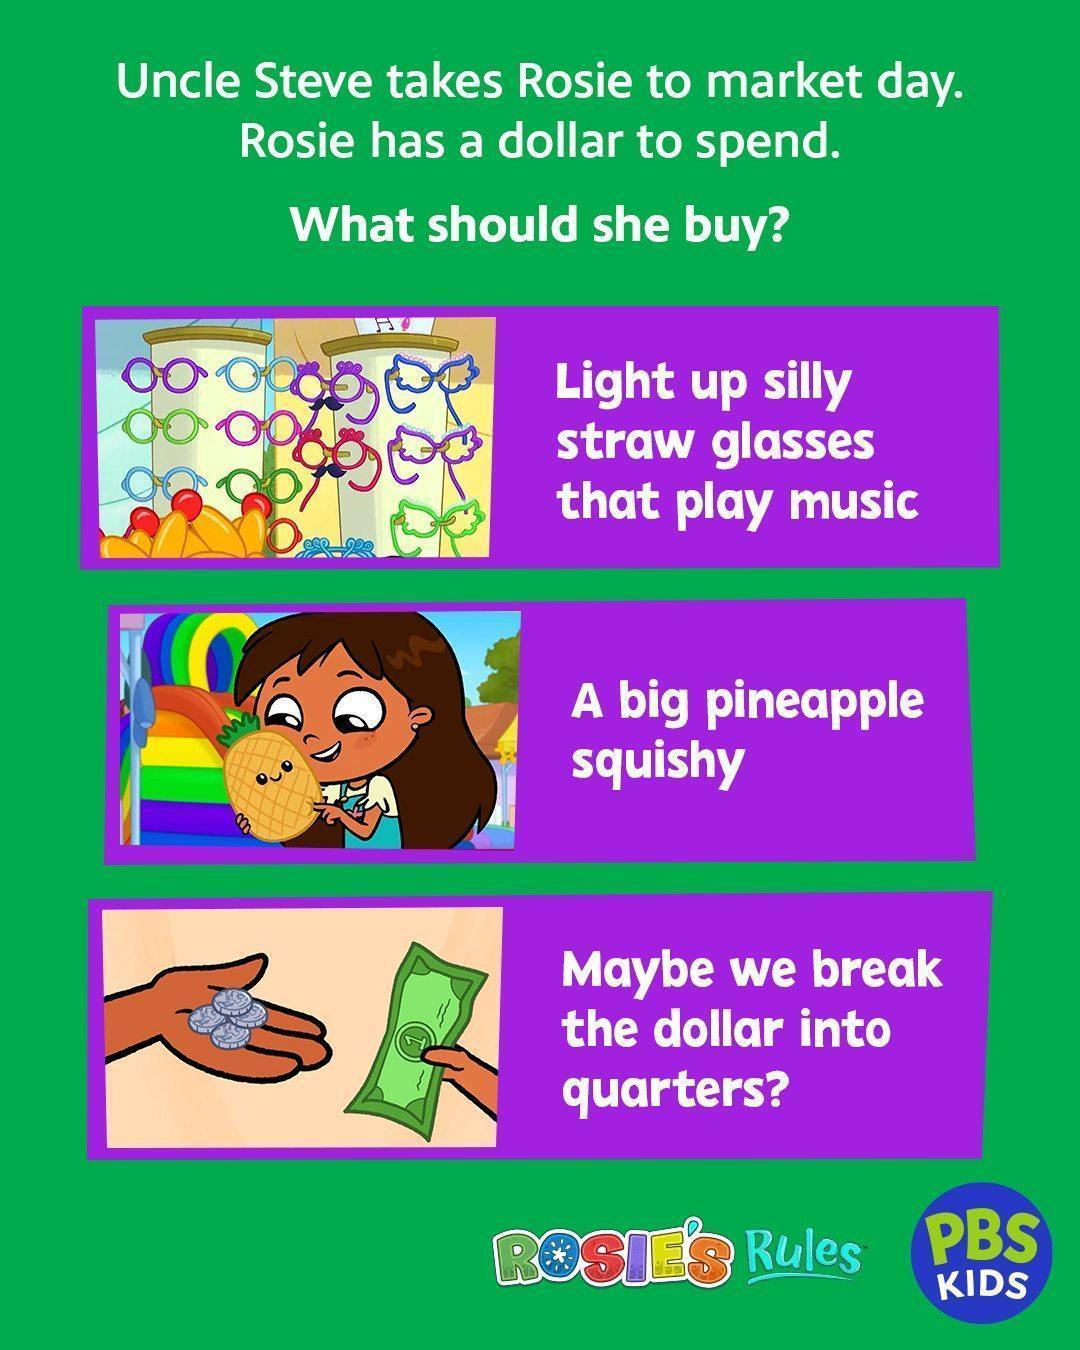 Uncle Steve takes Rosie to market day.
Rosie has a dollar to spend.
What should she buy?
Light up silly
straw glasses
that play music
A big pineapple
squishy
1
Maybe we break
the dollar into
quarters?
ROSIE'S Rules
PBS
KIDS